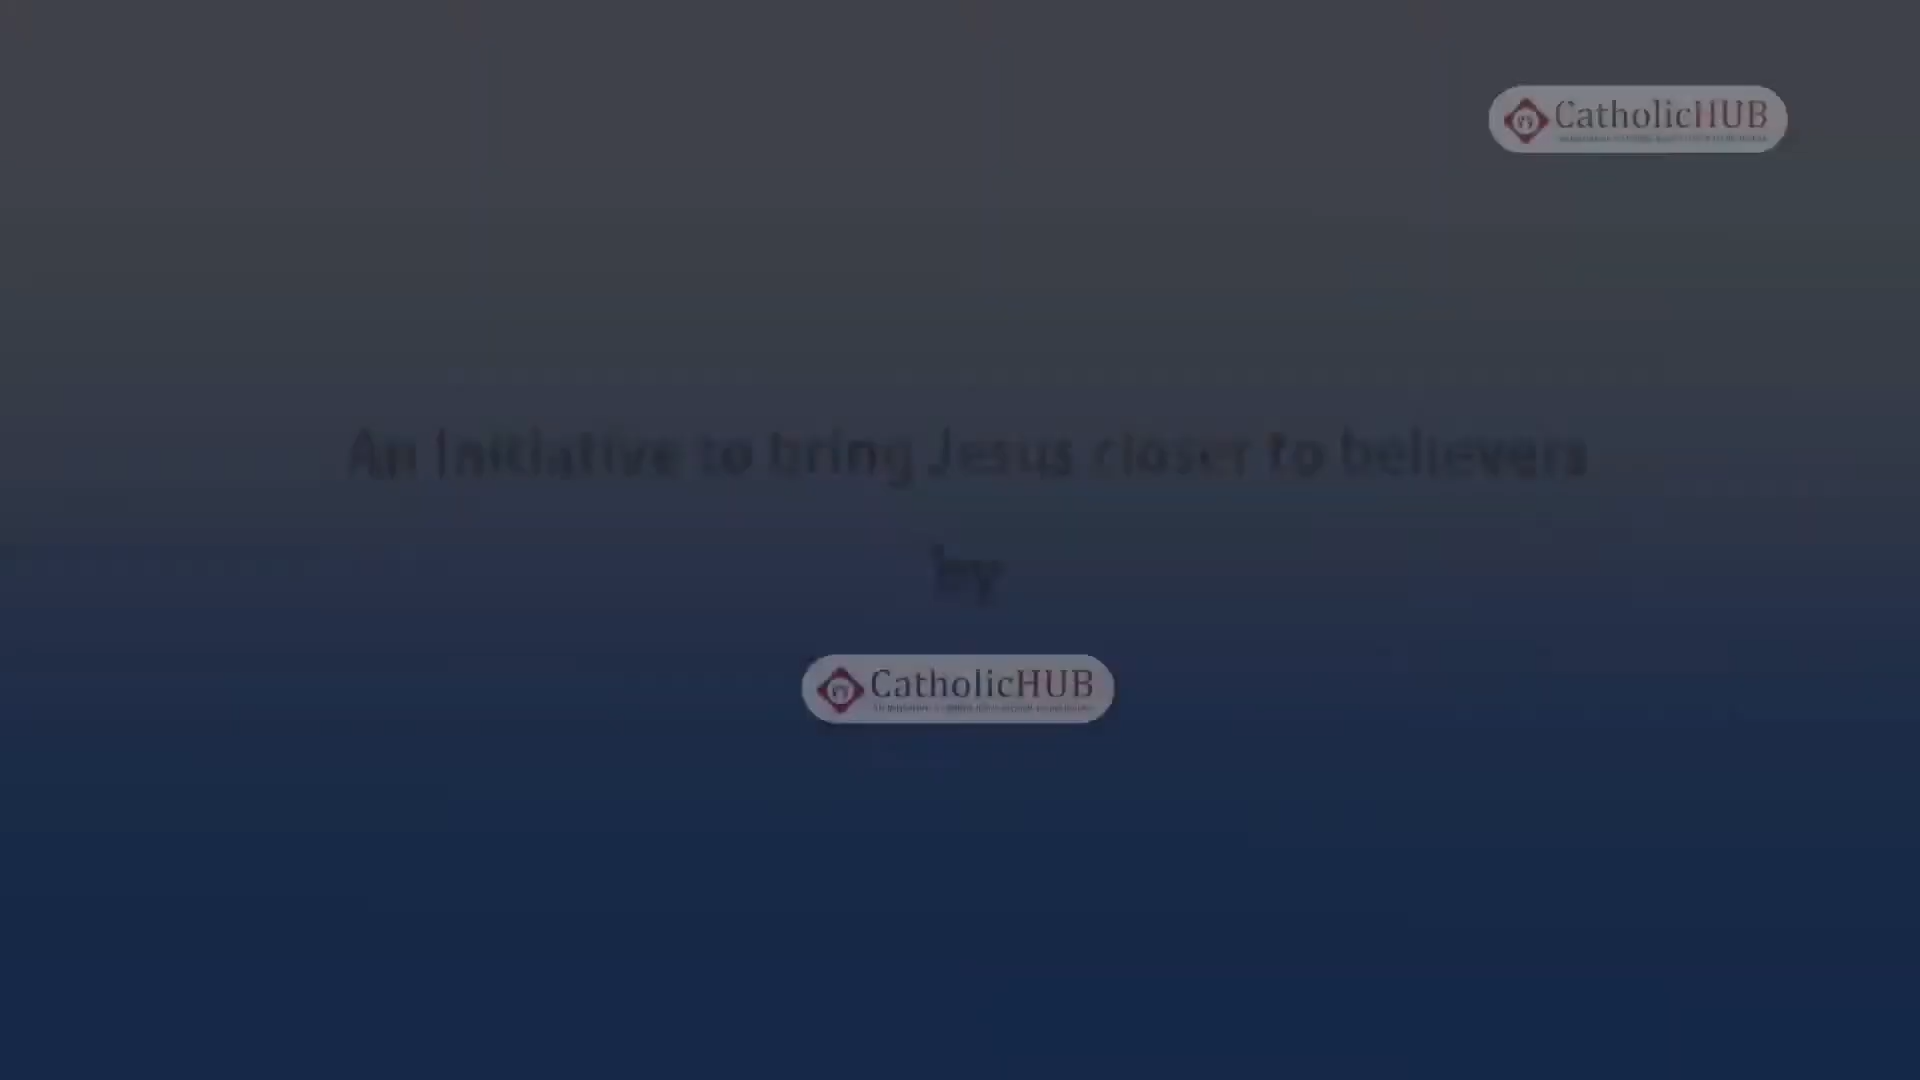 CatholicHUB
An Initiative to bring Jesus closer to believers
by
CatholicHUB